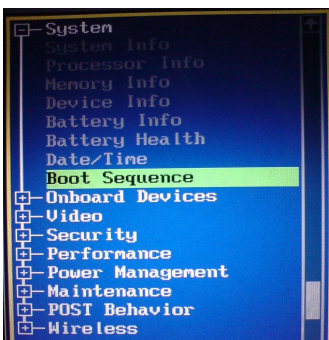 System
System Info
Processor Info
Memory Info
Device Info
Battery Info
Battery Health
Date/Time
Boot Sequence
Onboard Devices
Video
Security
Performance
Power Management
Maintenance
POST Behavior
Wireless